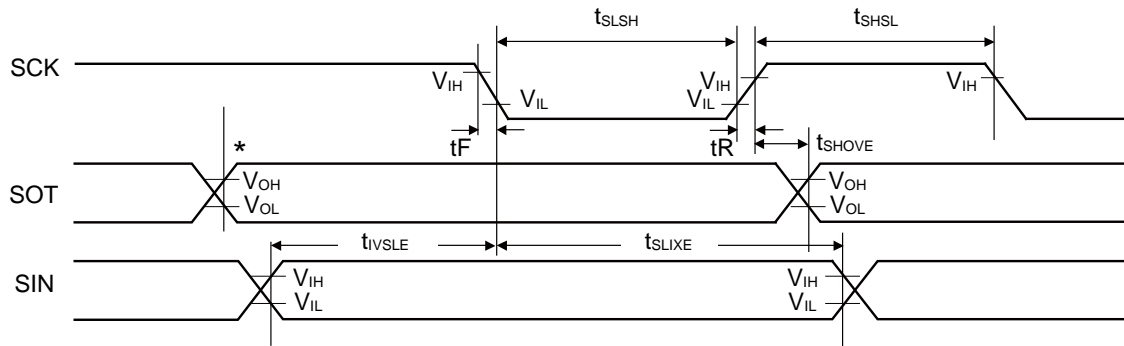 tSLSH tSHSL
SCK VIH VIL VIH VIL VIH
tF tR tSHOVE
*
SOT VOH VOL VOH VOL
tIVSLE tSLIXE
SIN VIH VIL VIH VIL